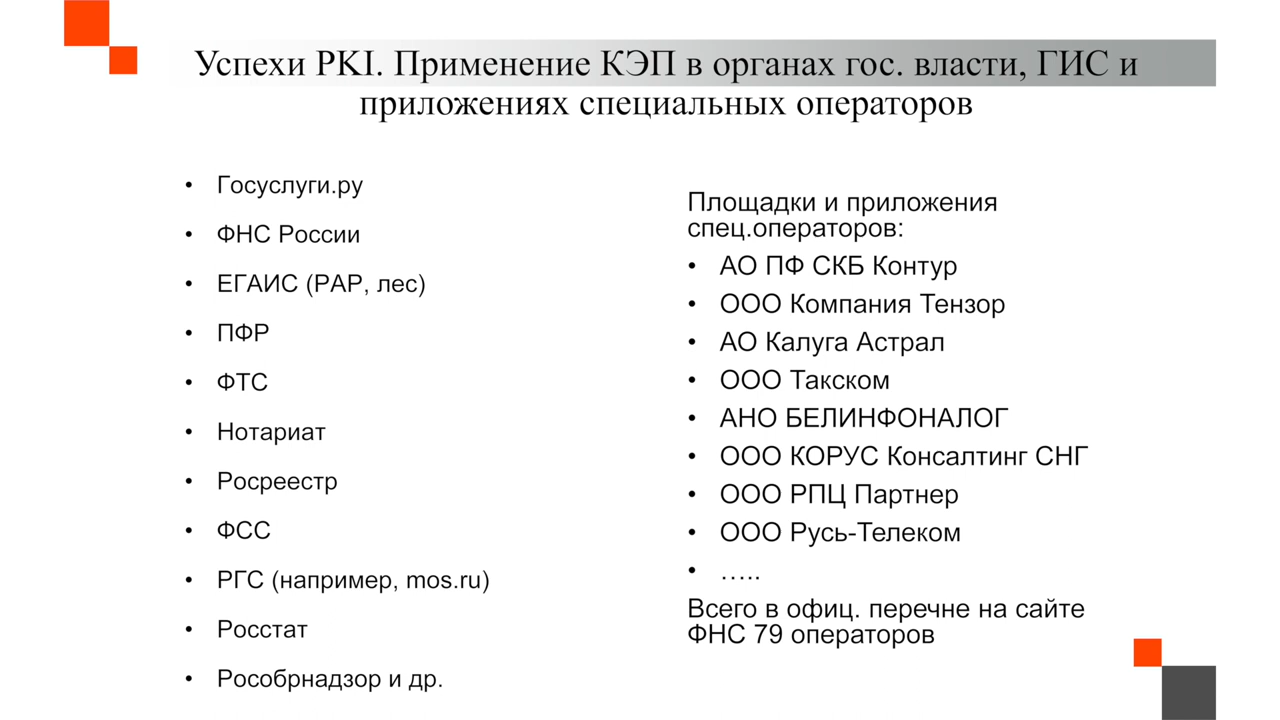 Успехи PKI. Применение КЭП в органах гос. власти, ГИС и
приложениях специальных операторов
• Госуслуги.ру
• ФНС России
• ЕГАИС (РАР, лес)
• ПФР
• ФТС
• Нотариат
• Росреестр
• ФСС
• РГС (например, mos.ru)
• Росстат
• Рособрнадзор и др.
Площадки и приложения
спец.операторов:
• АО ПФ СКБ Контур
• ООО Компания Тензор
• АО Калуга Астрал
• ООО Такском
• АНО БЕЛИНФОНАЛОГ
• ООО КОРУС Консалтинг СНГ
• ООО РПЦ Партнер
• ООО Русь-Телеком
• …..
Всего в офиц. перечне на сайте
ФНС 79 операторов